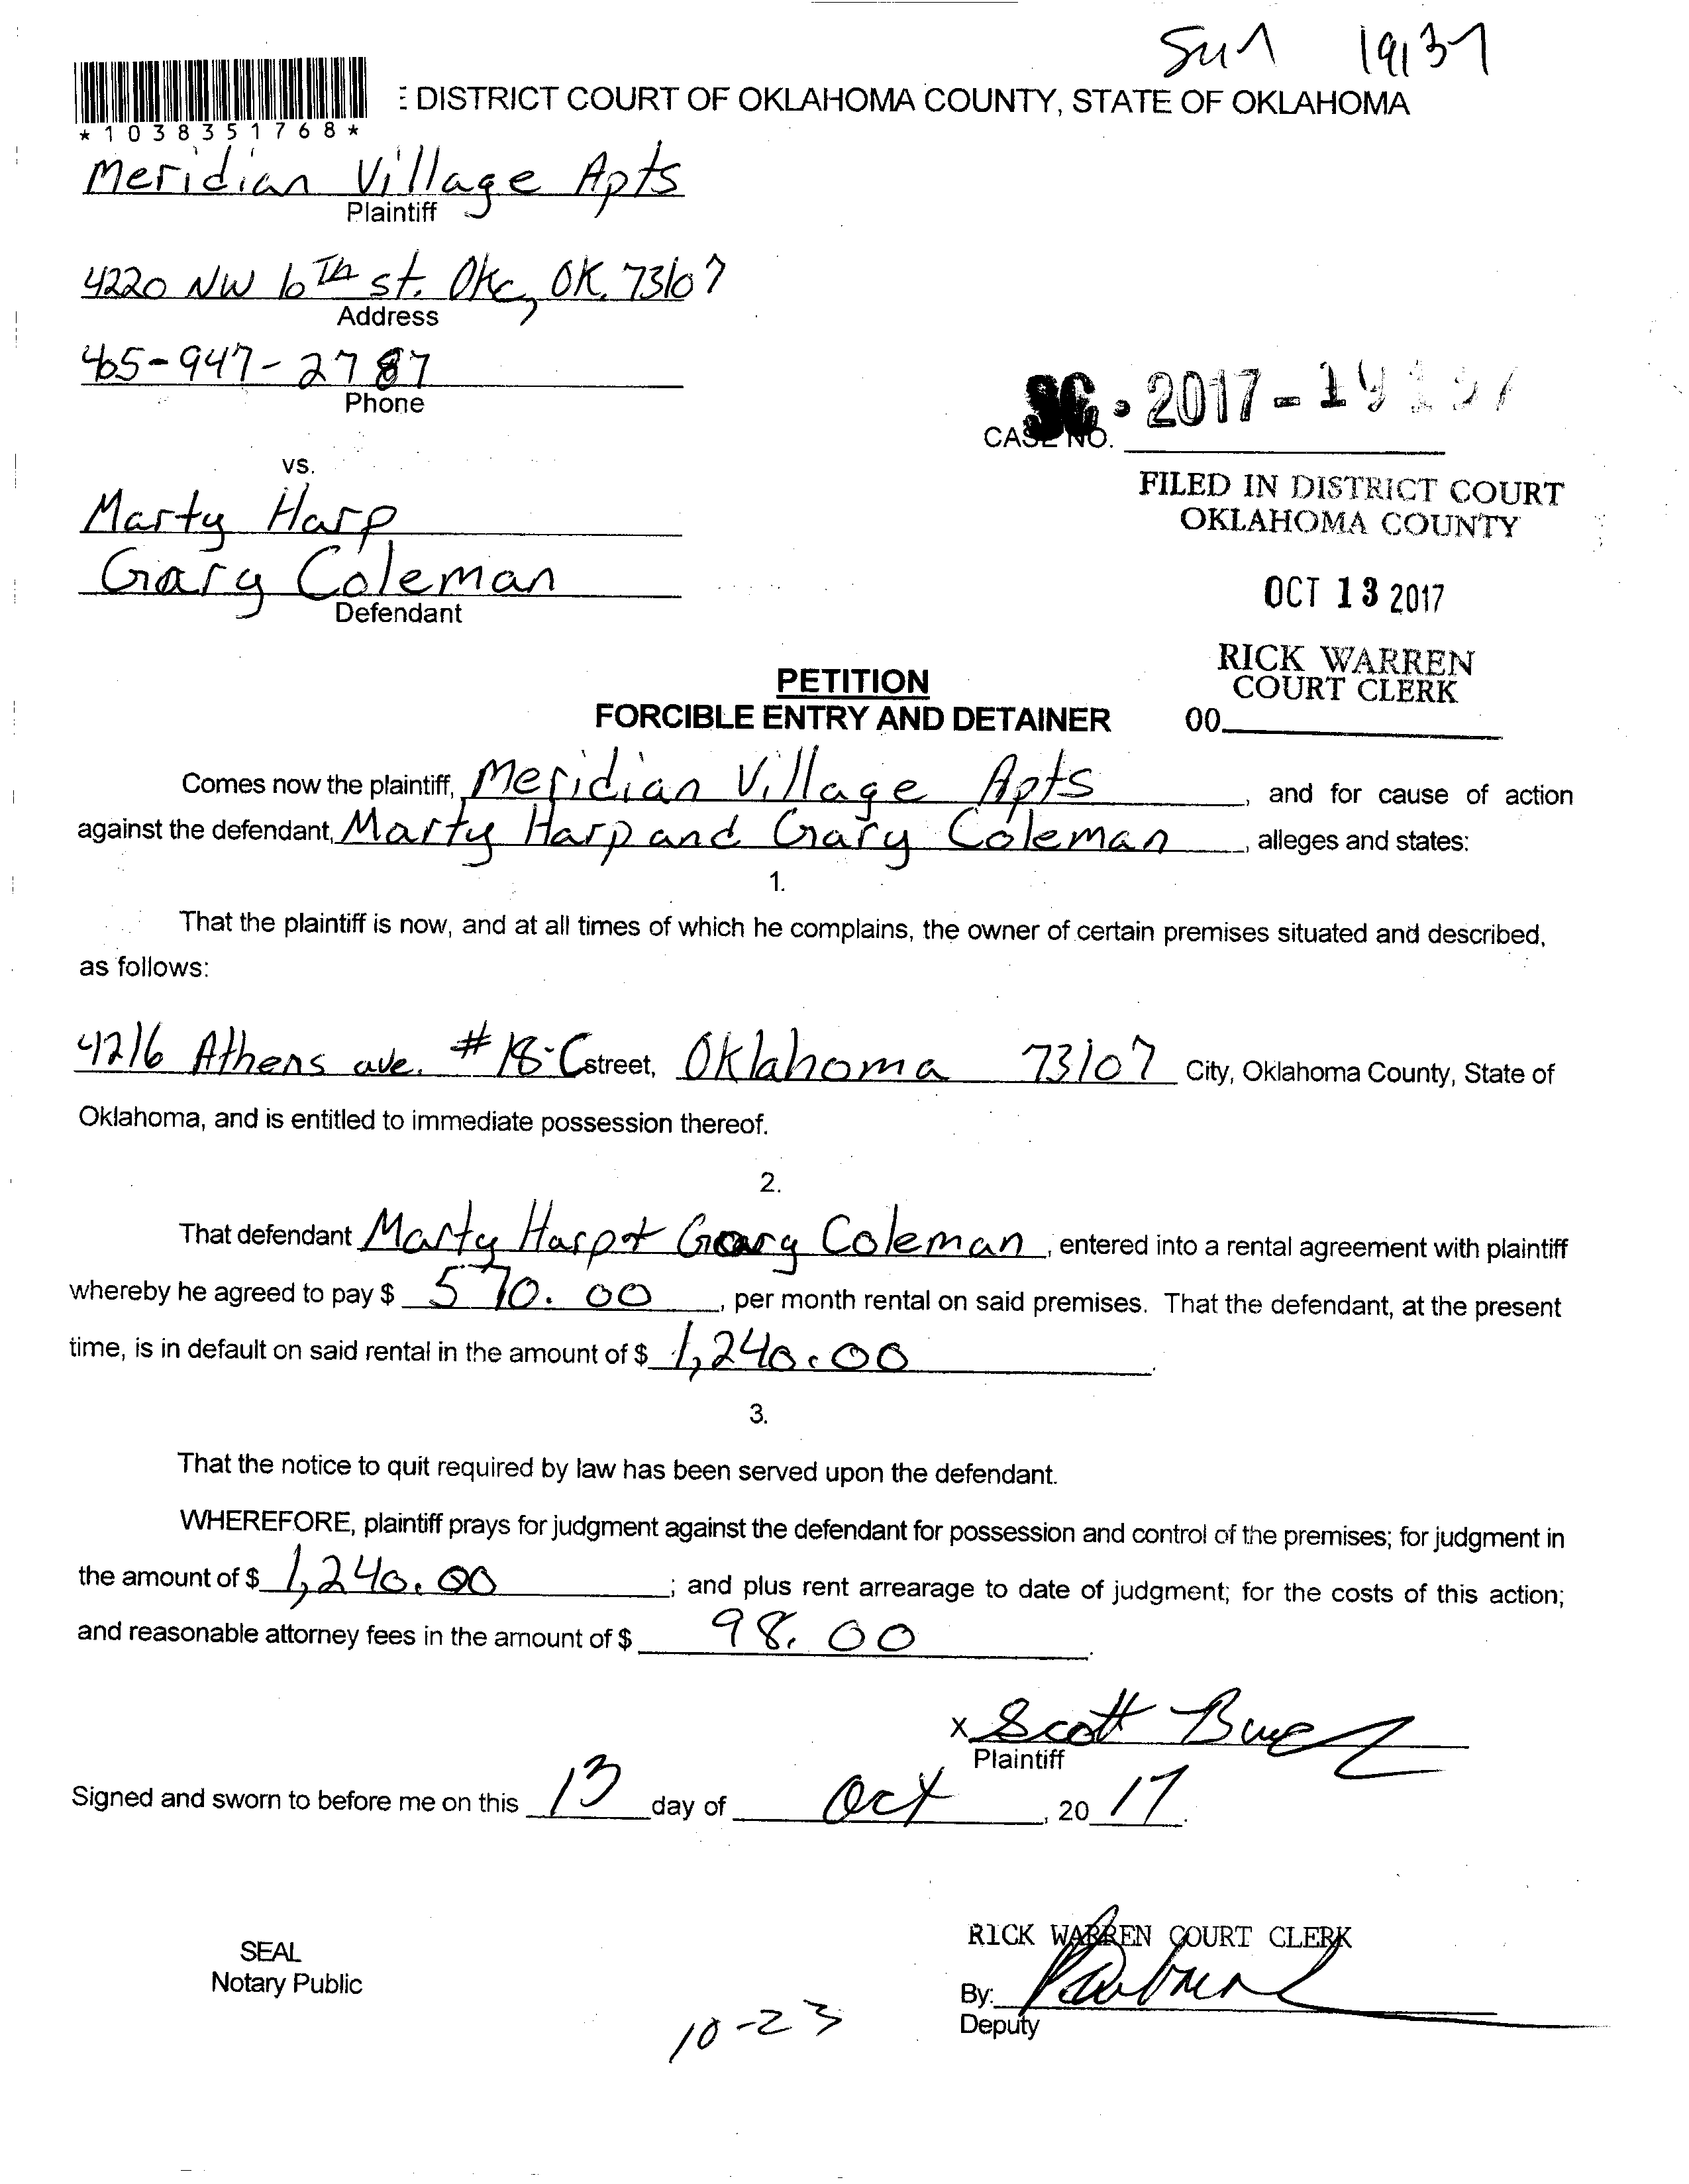 19137
DISTRICT COURT OF OKLAHOMA COUNTY, STATE OF OKLAHOMA
*1038351768*
Meridian Village Apts
Plaintiff
4220 NW 10TH st. Okc, OK. 73107
Address
405-947-2787
Phone
SC-2017-19137
CASE NO.
vs.
FILED IN DISTRICT COURT
OKLAHOMA COUNTY
Marty Harp
Gary Coleman
Defendant
OCT 13 2017
RICK WARREN
COURT CLERK
00
PETITION
FORCIBLE ENTRY AND DETAINER
Comes now the plaintiff, Meridian Village Apts, and for cause of action
against the defendant, Marty Harp and Gary Coleman, alleges and states:
1.
That the plaintiff is now, and at all times of which he complains, the owner of certain premises situated and described,
as follows:
4216 Athens ave. #18-C street, Oklahoma 73107 City, Oklahoma County, State of
Oklahoma, and is entitled to immediate possession thereof.
2.
That defendant Marty Harp + Gary Coleman, entered into a rental agreement with plaintiff
whereby he agreed to pay $ 570.00, per month rental on said premises. That the defendant, at the present
time, is in default on said rental in the amount of $ 1,240.00.
3.
That the notice to quit required by law has been served upon the defendant.
WHEREFORE, plaintiff prays for judgment against the defendant for possession and control of the premises; for judgment in
the amount of $ 1,240.00; and plus rent arrearage to date of judgment; for the costs of this action;
and reasonable attorney fees in the amount of $ 98.00.
x Scott
Plaintiff
Signed and sworn to before me on this 13 day of Oct, 20 17.
RICK WARREN COURT CLERK
SEAL
Notary Public
By:
Deputy
10-23